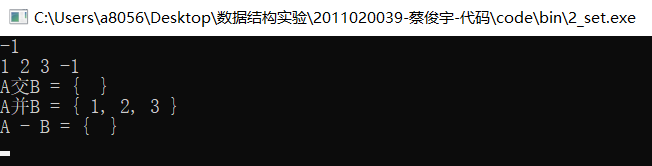 C:\Users\a8056\Desktop\数据结构实验\2011020039-蔡俊宇-代码\code\bin\2_set.exe
-1
1 2 3 -1
A交B = {  }
A并B = { 1, 2, 3 }
A - B = {  }